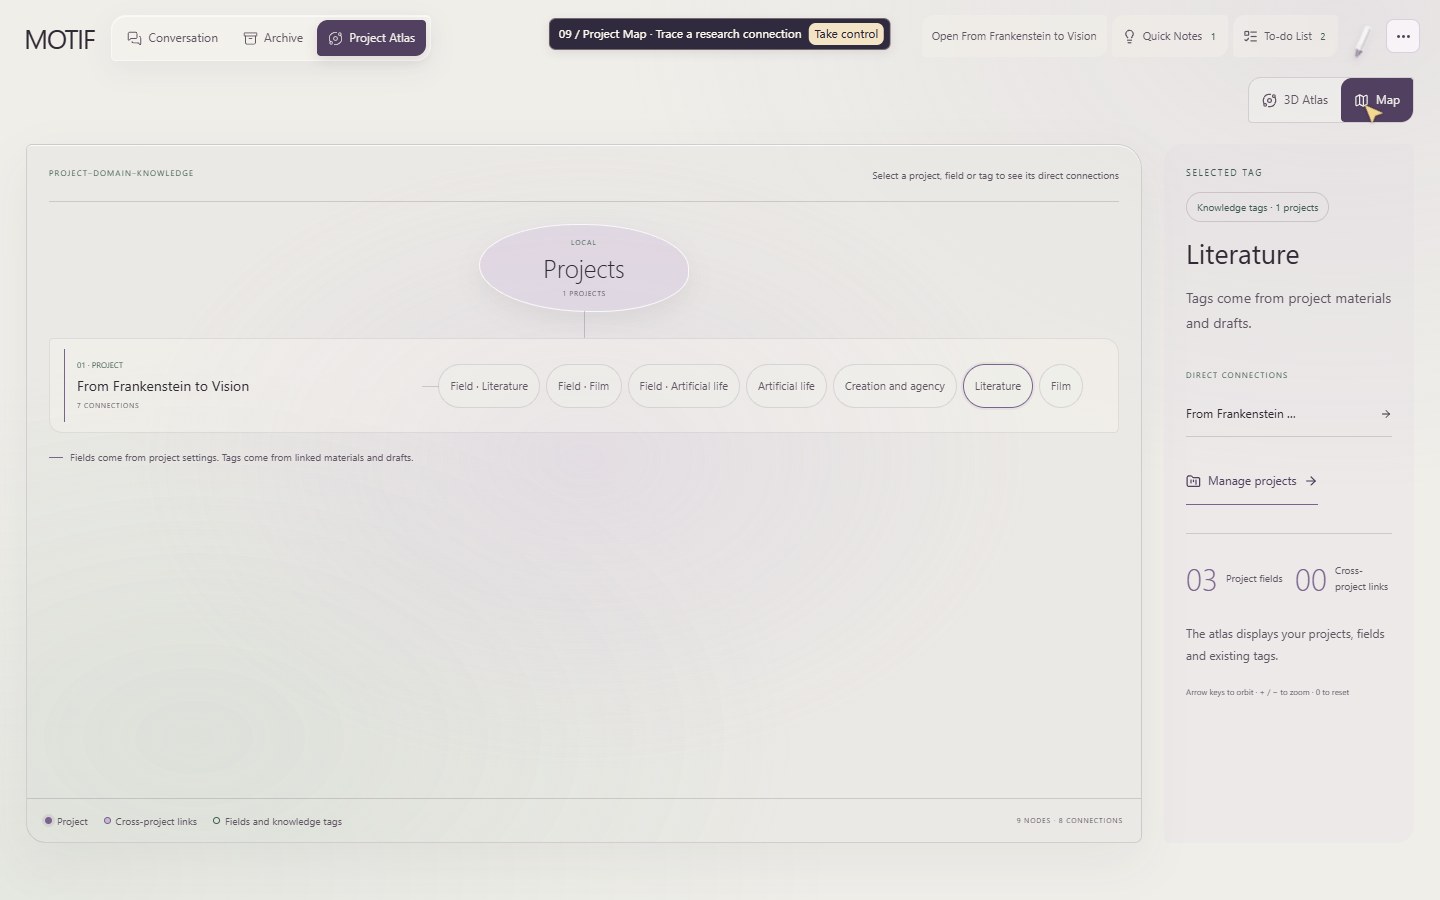 MOTIF
Conversation
Archive
Project Atlas
09 / Project Map · Trace a research connection
Take control
Open From Frankenstein to Vision
Quick Notes 1
To-do List 2
3D Atlas
Map
PROJECT–DOMAIN–KNOWLEDGE
Select a project, field or tag to see its direct connections
LOCAL
Projects
1 PROJECTS
01 · PROJECT
From Frankenstein to Vision
7 CONNECTIONS
Field · Literature
Field · Film
Field · Artificial life
Artificial life
Creation and agency
Literature
Film
Fields come from project settings. Tags come from linked materials and drafts.
Project
Cross-project links
Fields and knowledge tags
9 NODES · 8 CONNECTIONS
SELECTED TAG
Knowledge tags · 1 projects
Literature
Tags come from project materials
and drafts.
DIRECT CONNECTIONS
From Frankenstein ...
Manage projects
03 Project fields
00 Cross-
project links
The atlas displays your projects, fields
and existing tags.
Arrow keys to orbit · + / − to zoom · 0 to reset